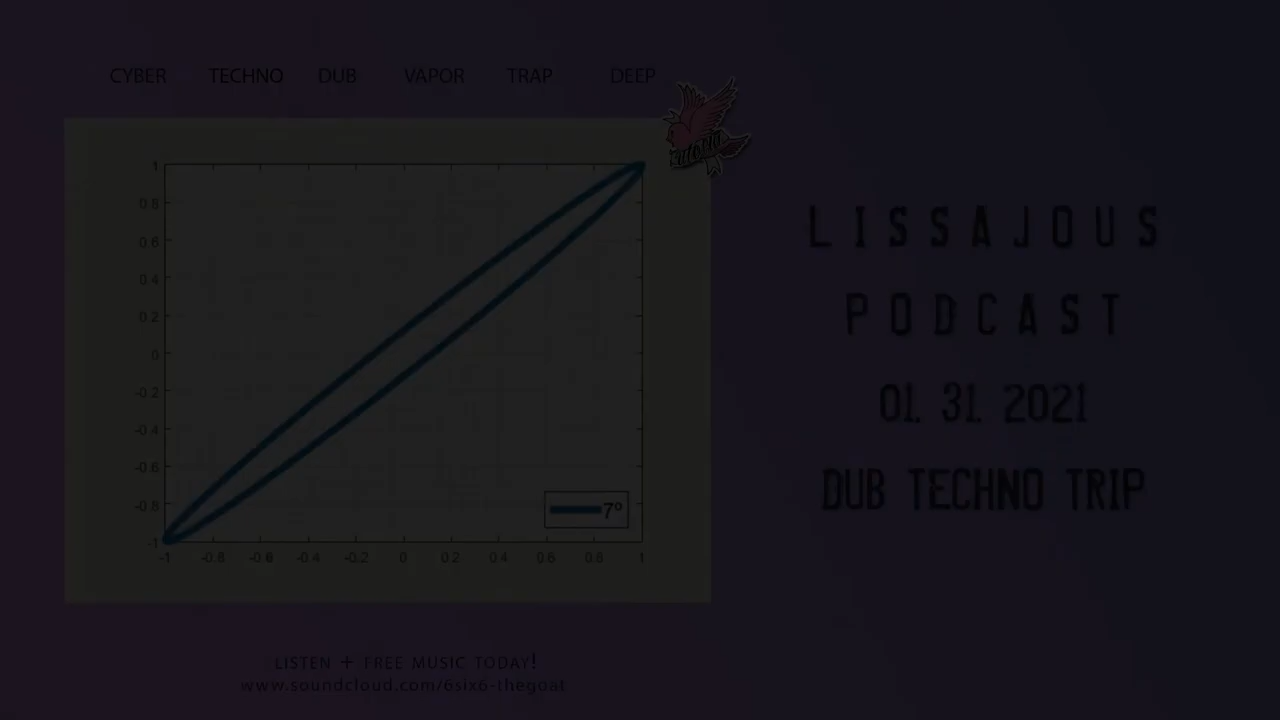 CYBER TECHNO DUB VAPOR TRAP DEEP
1
0.8
0.6
0.4
0.2
0
-0.2
-0.4
-0.6
-0.8
-1
-1 -0.8 -0.6 -0.4 -0.2 0 0.2 0.4 0.6 0.8 1
7º
LISSAJOUS
PODCAST
01. 31. 2021
DUB TECHNO TRIP
LISTEN + FREE MUSIC TODAY!
www.soundcloud.com/6six6-thegoat